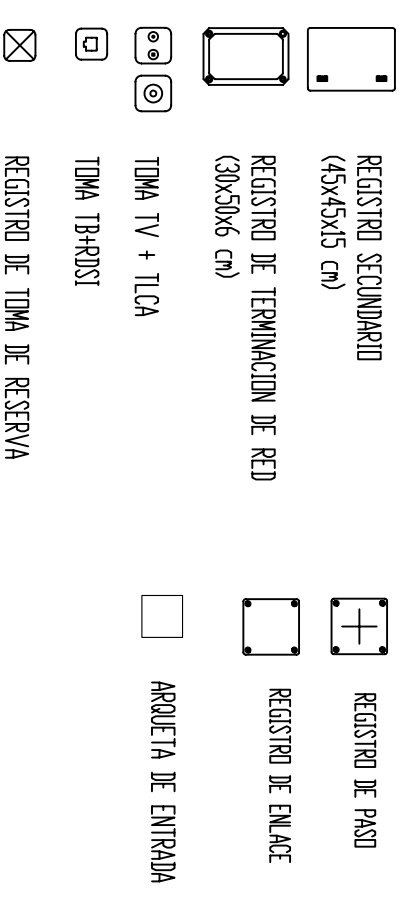 REGISTRO SECUNDARIO
(45x45x15 cm)
REGISTRO DE TERMINACION DE RED
(30x50x6 cm)
TOMA TV + TLCA
TOMA TB+RDSI
REGISTRO DE TOMA DE RESERVA
REGISTRO DE PASO
REGISTRO DE ENLACE
ARQUETA DE ENTRADA